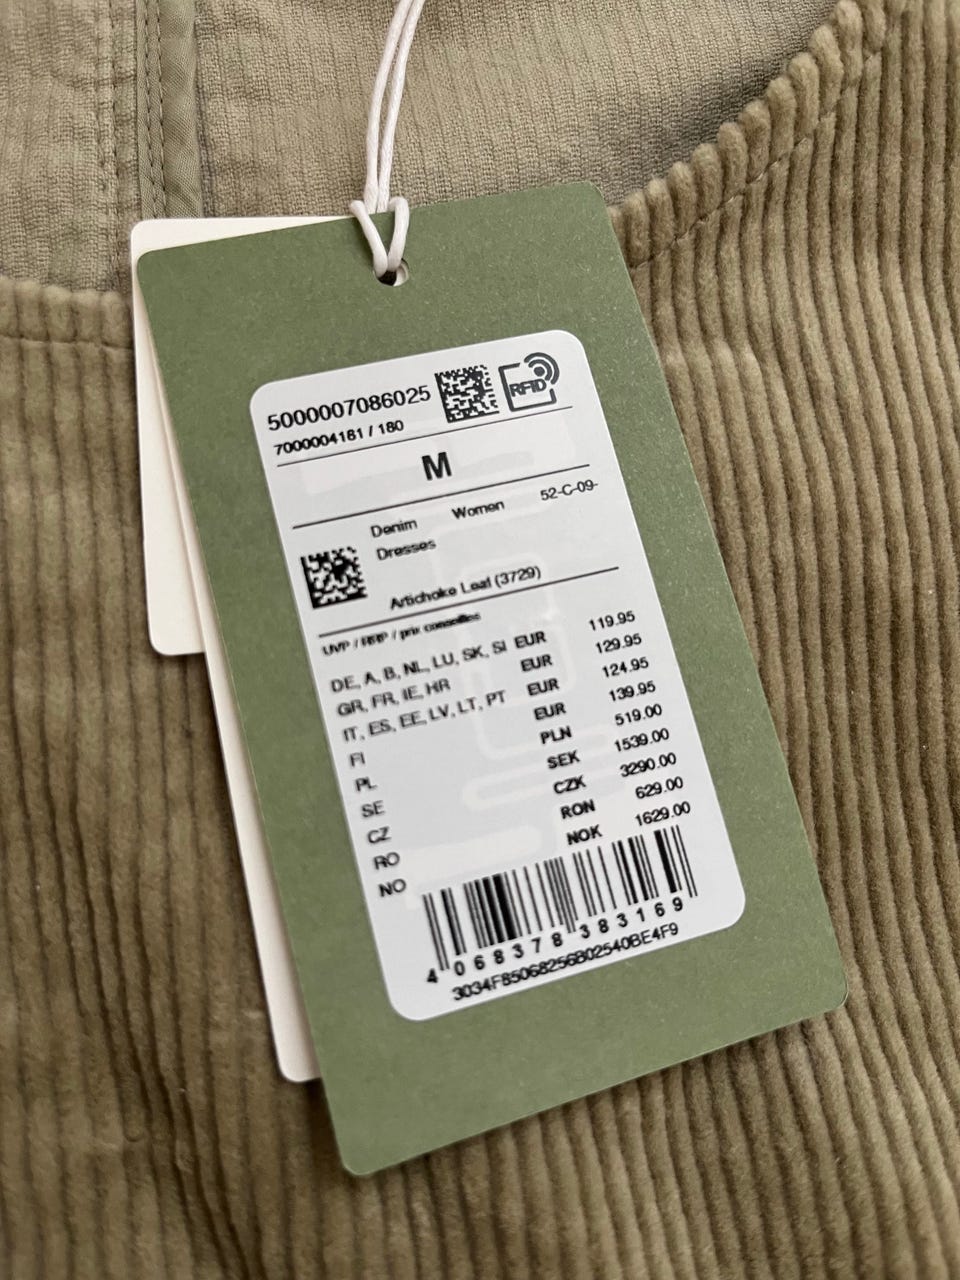 5000007086025
RFID
7000004161 / 180
M
Denim Women 52-C-09-
Dresses
Artichoke Leaf (3729)
UVP / RRP / prix conseilles
DE, A, B, NL, LU, SK, SI EUR 119.95
GR, FR, IE, HR EUR 129.95
IT, ES, EE, LV, LT, PT EUR 124.95
FI EUR 139.95
PL PLN 519.00
SE SEK 1539.00
CZ CZK 3290.00
RO RON 629.00
NO NOK 1629.00
4 068378 383169
3034F85068256B02540BE4F9